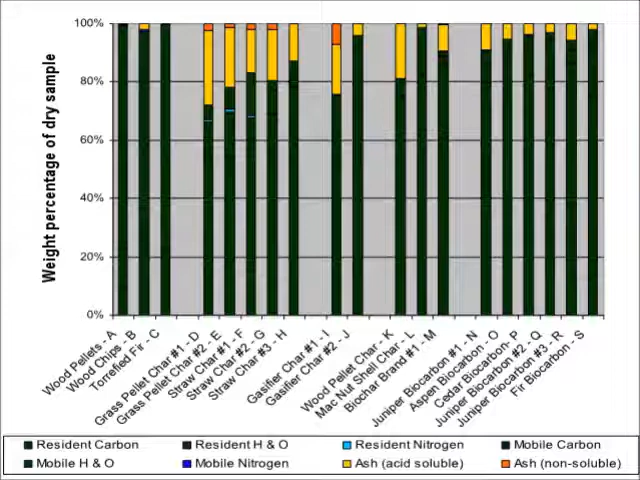 100%
80%
60%
40%
20%
0%
Weight percentage of dry sample
Wood Pellets - A
Wood Chips - B
Torrefied Fir - C
Grass Pellet Char #1 - D
Grass Pellet Char #2 - E
Straw Char #1 - F
Straw Char #2 - G
Straw Char #3 - H
Gasifier Char #1 - I
Gasifier Char #2 - J
Wood Pellet Char - K
Mac Nut Shell Char - L
Biochar Brand #1 - M
Juniper Biocarbon #1 - N
Aspen Biocarbon - O
Cedar Biocarbon- P
Juniper Biocarbon #2 - Q
Juniper Biocarbon #3 - R
Fir Biocarbon - S
Resident Carbon Resident H & O Resident Nitrogen Mobile Carbon
Mobile H & O Mobile Nitrogen Ash (acid soluble) Ash (non-soluble)